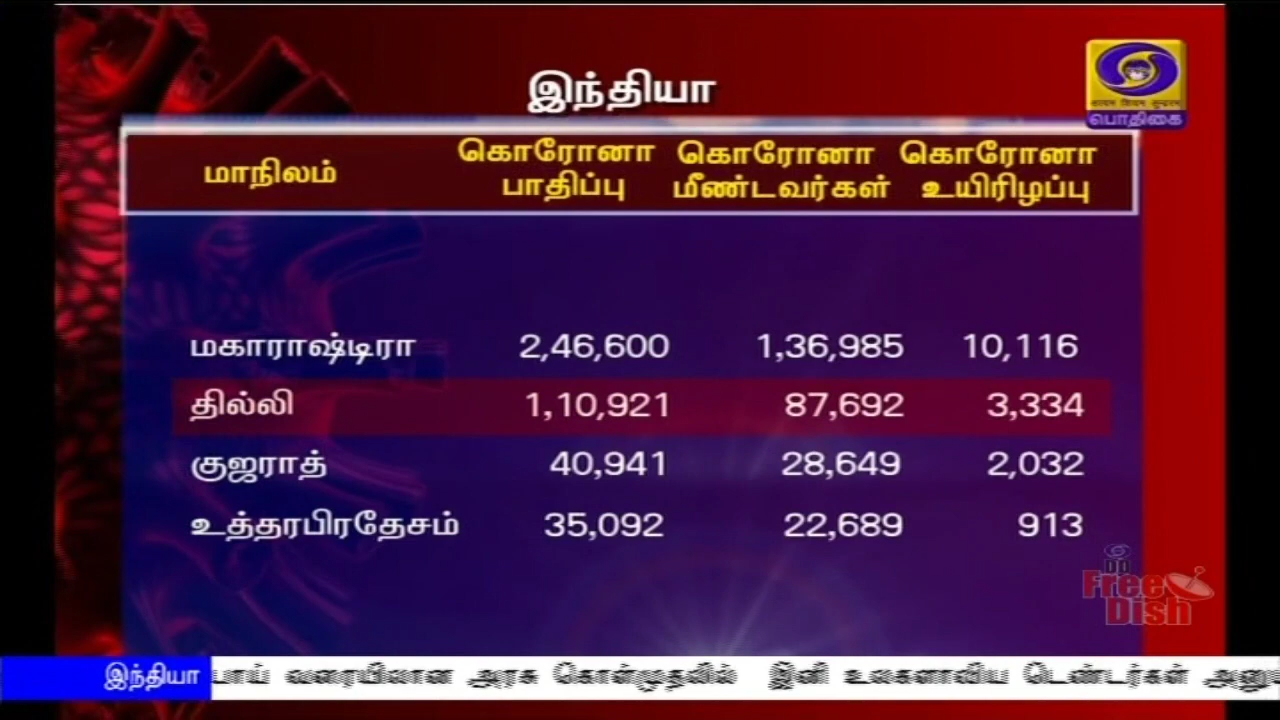 இந்தியா
பொதிகை
மாநிலம் கொரோனா பாதிப்பு கொரோனா மீண்டவர்கள் கொரோனா உயிரிழப்பு
மகாராஷ்டிரா 2,46,600 1,36,985 10,116
தில்லி 1,10,921 87,692 3,334
குஜராத் 40,941 28,649 2,032
உத்தரபிரதேசம் 35,092 22,689 913
DD
Free
Dish
இந்தியா பாய் வரையிலான அரசு கொள்முதலில் இனி உலகளாவிய டெண்டர்கள்